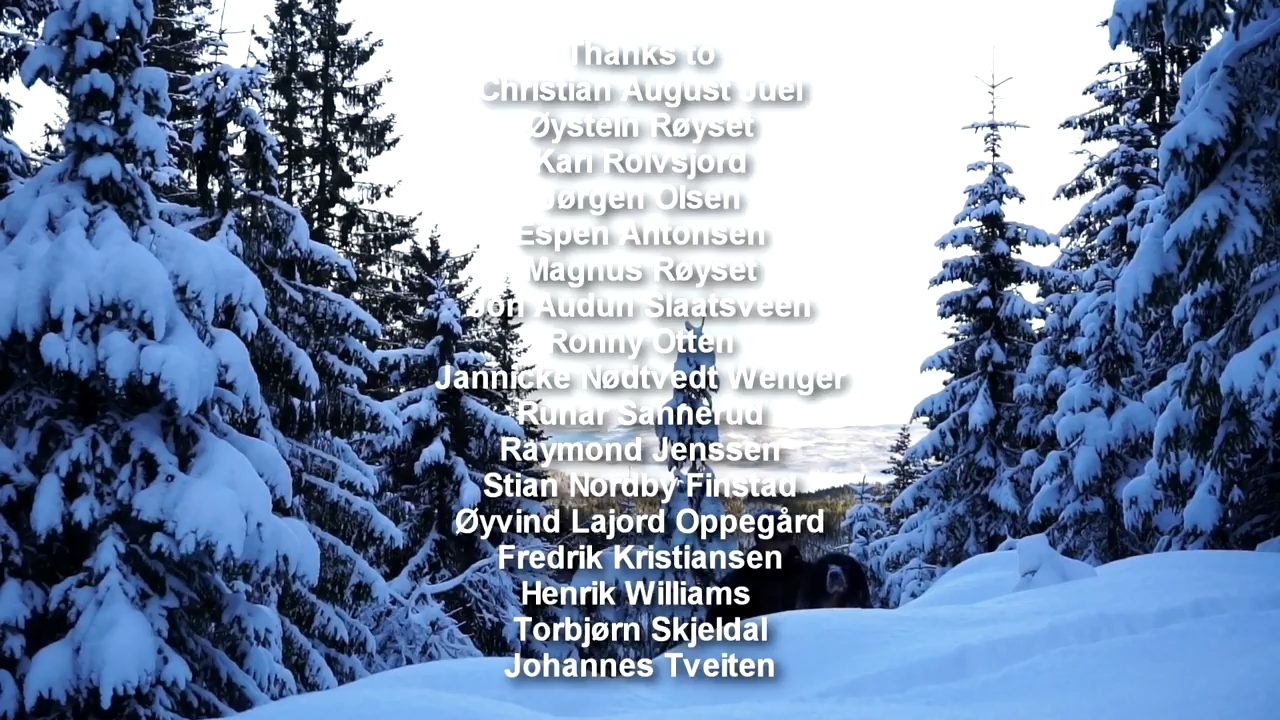 Thanks to
Christian August Juel
Øystein Røyset
Kari Rolvsjord
Jørgen Olsen
Espen Antonsen
Magnus Røyset
Jon Audun Slaatsveen
Ronny Otten
Jannicke Nødtvedt Wenger
Runar Sannerud
Raymond Jenssen
Stian Nordby Finstad
Øyvind Lajord Oppegård
Fredrik Kristiansen
Henrik Williams
Torbjørn Skjeldal
Johannes Tveiten